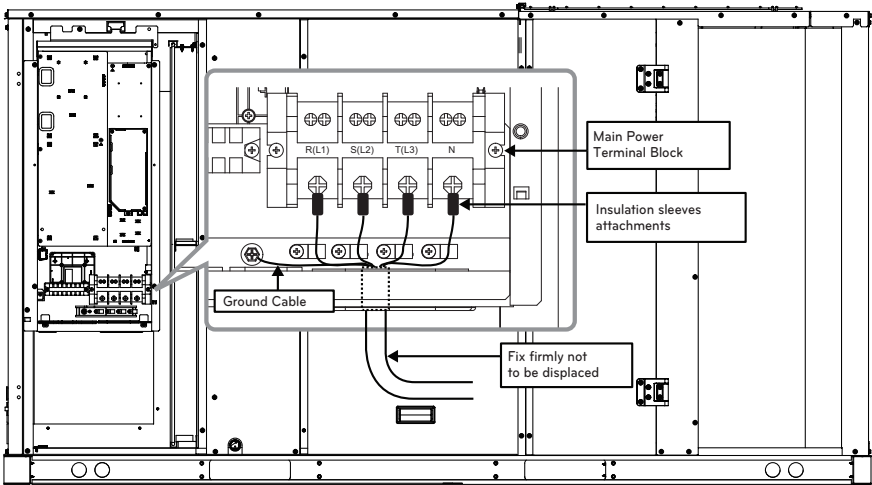 R(L1) S(L2) T(L3) N
Main Power
Terminal Block
Insulation sleeves
attachments
Ground Cable
Fix firmly not
to be displaced